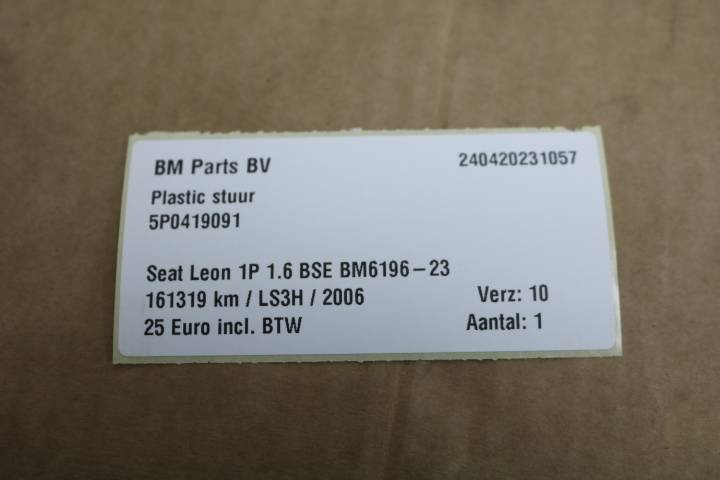 BM Parts BV 240420231057
Plastic stuur
5P0419091
Seat Leon 1P 1.6 BSE BM6196-23
161319 km / LS3H / 2006 Verz: 10
25 Euro incl. BTW Aantal: 1